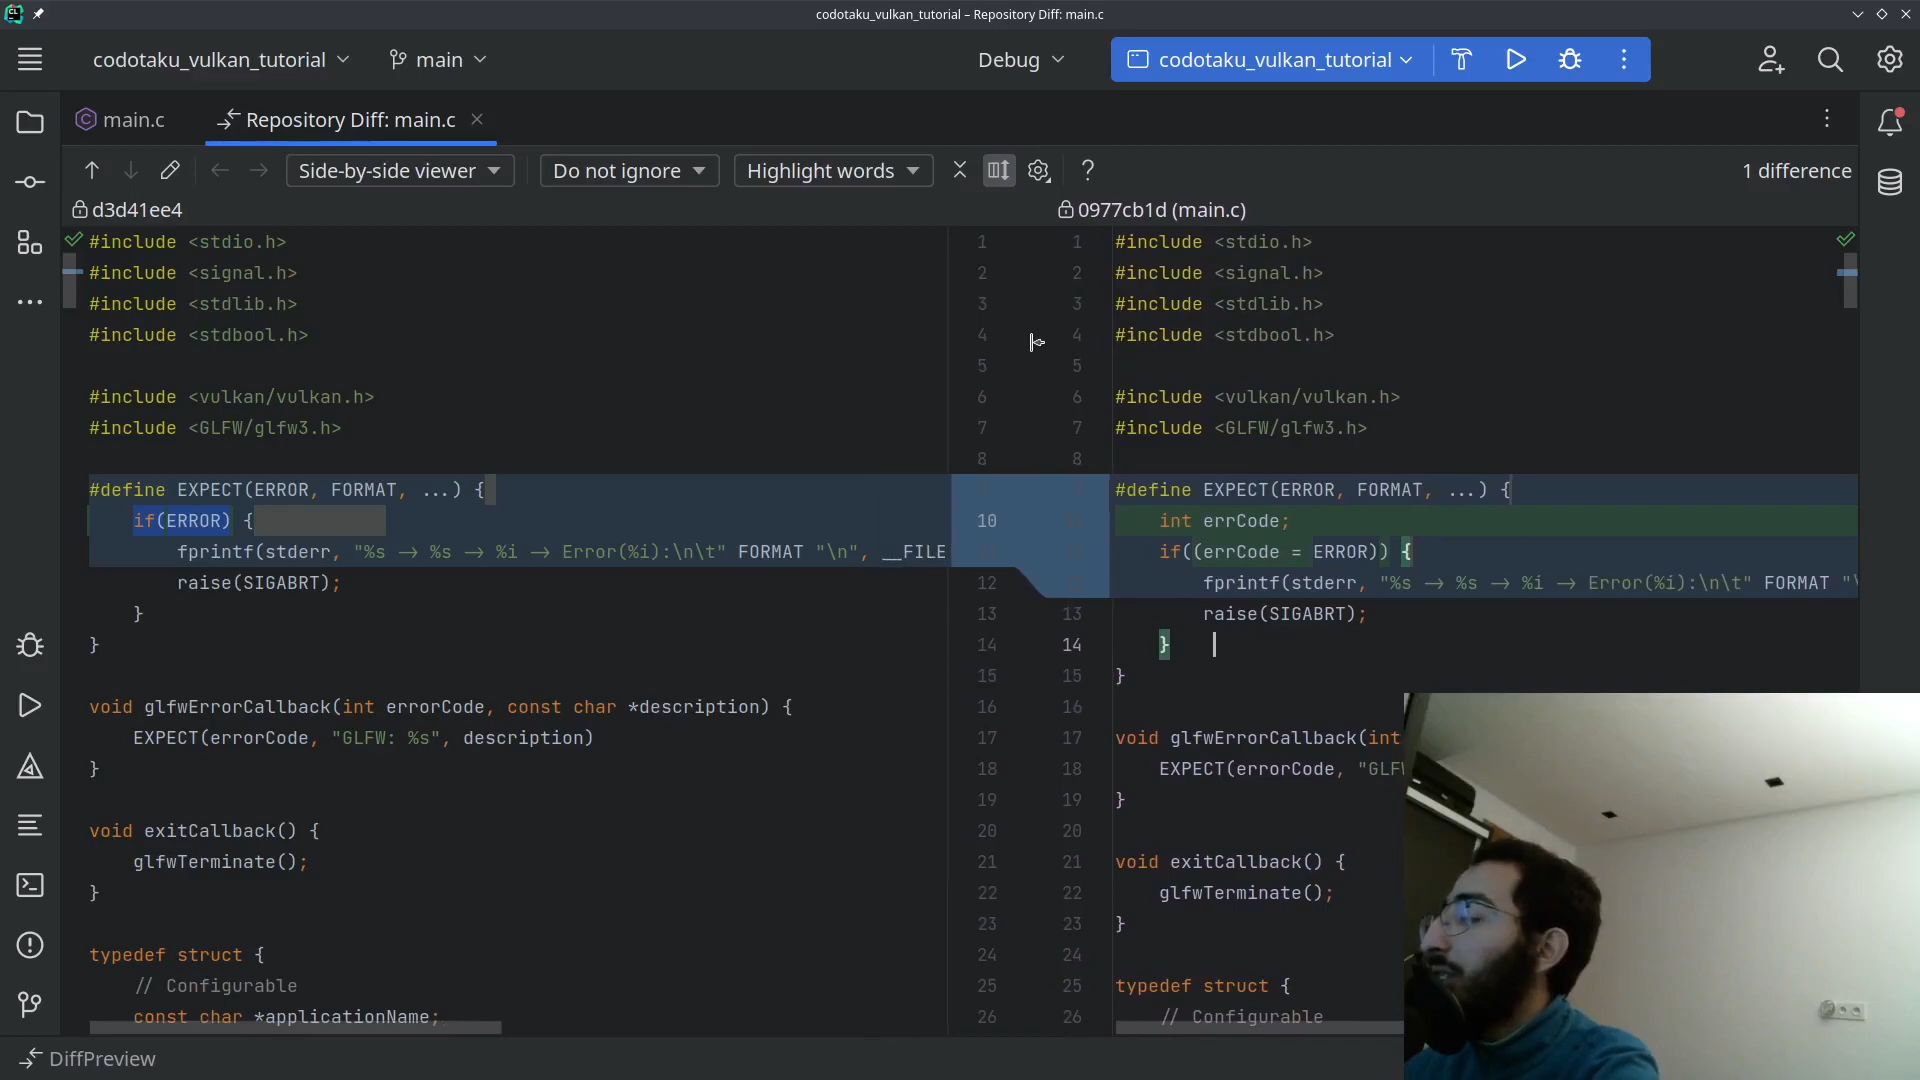 codotaku_vulkan_tutorial – Repository Diff: main.c
codotaku_vulkan_tutorial main Debug codotaku_vulkan_tutorial
main.c Repository Diff: main.c
Side-by-side viewer Do not ignore Highlight words ? 1 difference
d3d41ee4
#include <stdio.h>
#include <signal.h>
#include <stdlib.h>
#include <stdbool.h>
#include <vulkan/vulkan.h>
#include <GLFW/glfw3.h>
#define EXPECT(ERROR, FORMAT, ...) {
if(ERROR) {
fprintf(stderr, "%s -> %s -> %i -> Error(%i):\n\t" FORMAT "\n", __FILE
raise(SIGABRT);
}
}
void glfwErrorCallback(int errorCode, const char *description) {
EXPECT(errorCode, "GLFW: %s", description)
}
void exitCallback() {
glfwTerminate();
}
typedef struct {
// Configurable
const char *applicationName;
1 1
2 2
3 3
4 4
5 5
6 6
7 7
8 8
10
12
13 13
14 14
15 15
16 16
17 17
18 18
19 19
20 20
21 21
22 22
23 23
24 24
25 25
26 26
0977cb1d (main.c)
#include <stdio.h>
#include <signal.h>
#include <stdlib.h>
#include <stdbool.h>
#include <vulkan/vulkan.h>
#include <GLFW/glfw3.h>
#define EXPECT(ERROR, FORMAT, ...) {
int errCode;
if((errCode = ERROR)) {
fprintf(stderr, "%s -> %s -> %i -> Error(%i):\n\t" FORMAT "\
raise(SIGABRT);
}
}
void glfwErrorCallback(int
EXPECT(errorCode, "GLF
}
void exitCallback() {
glfwTerminate();
}
typedef struct {
// Configurable
DiffPreview